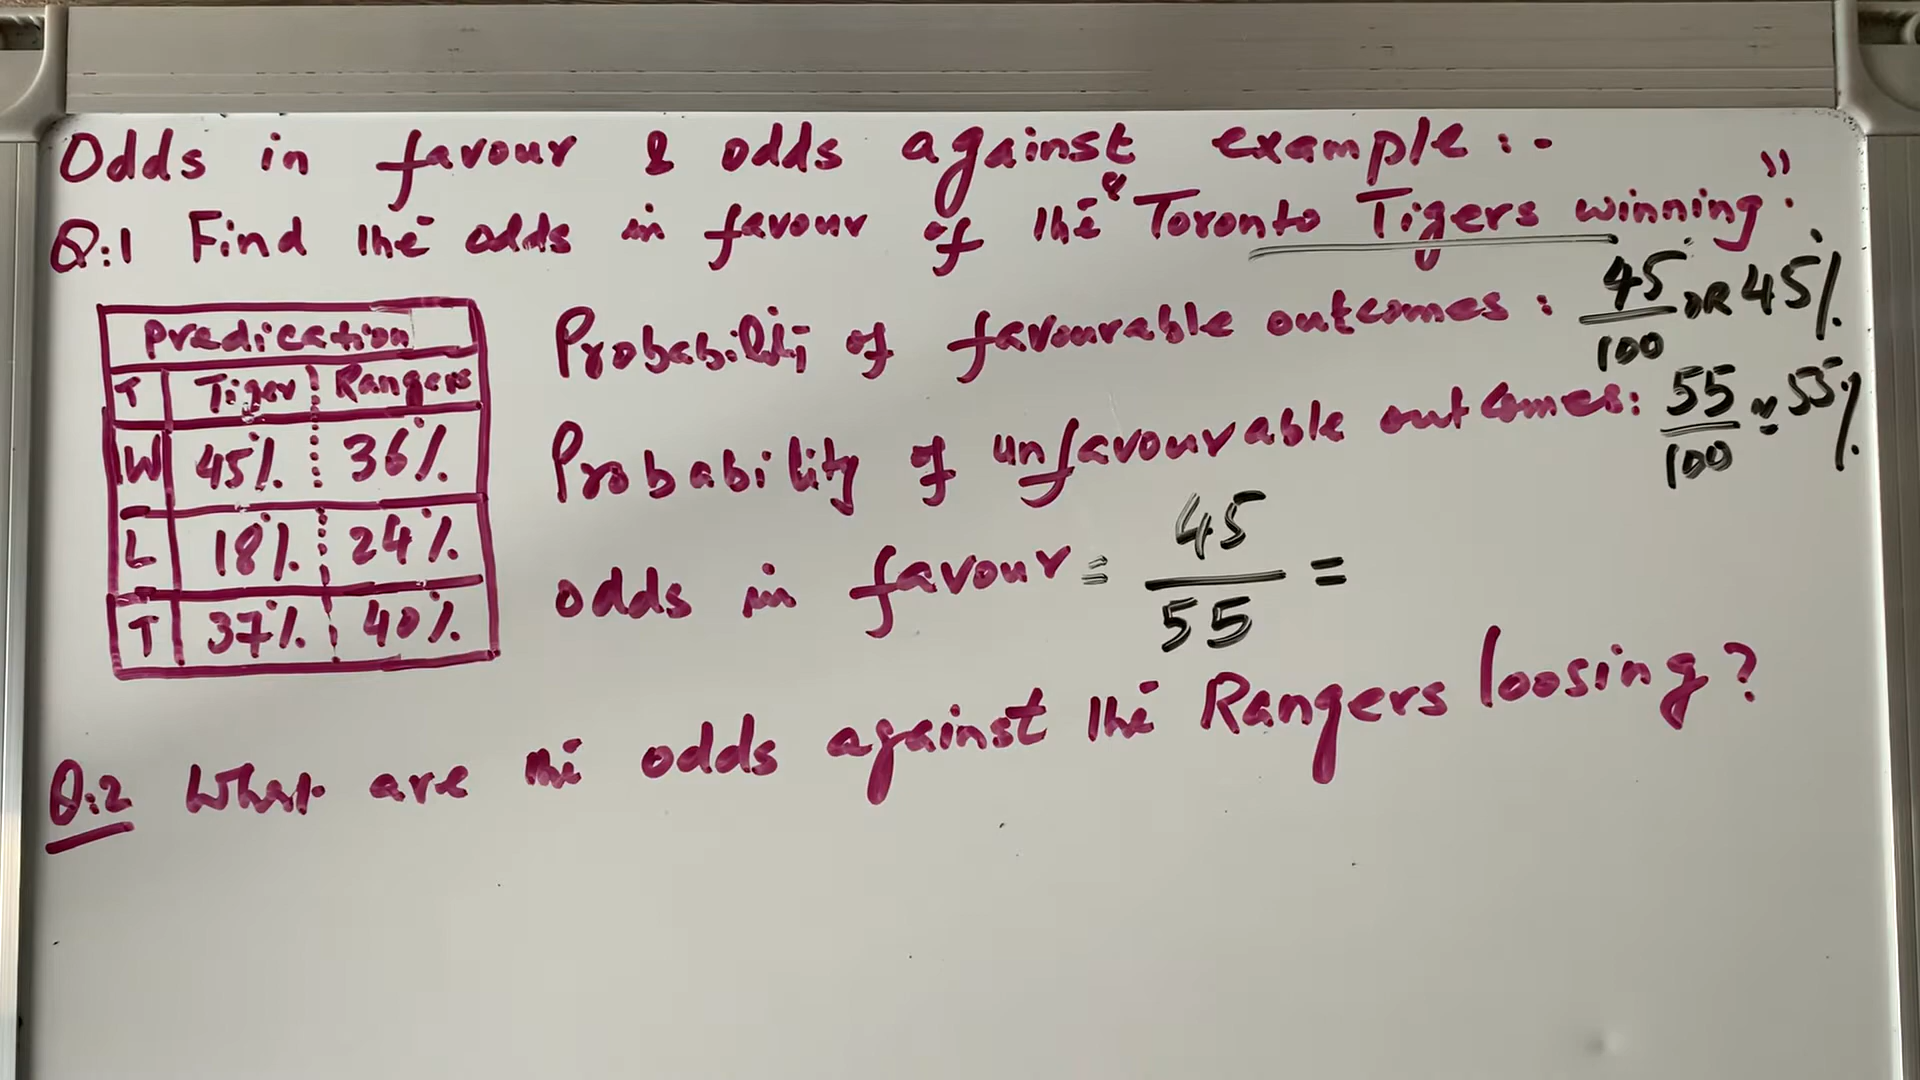 Odds in favour & odds against example :-
Q:1 Find the odds in favour of the "Toronto Tigers winning".
Predication
T Tiger Rangers
W 45% 36%
L 18% 24%
T 37% 40%
Probability of favourable outcomes : 45/100 OR 45%
Probability of unfavourable outcomes: 55/100 = 55%
odds in favour = 45/55 =
Q:2 What are the odds against the Rangers loosing?